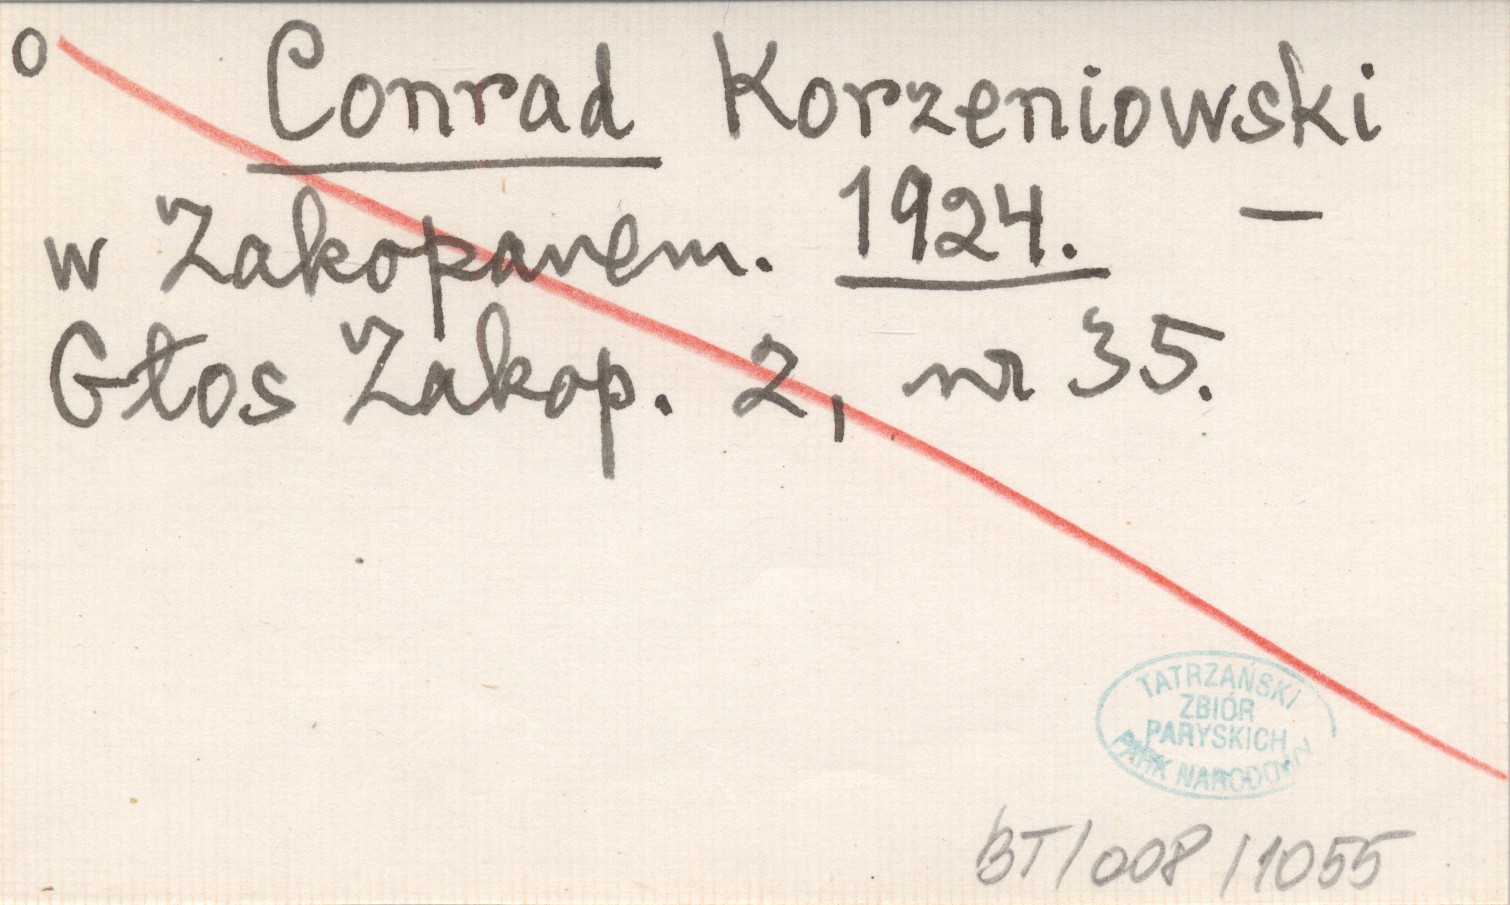 o Conrad Korzeniowski
w Zakopanem. 1924. —
Głos Zakop. 2, nr 35.
TATRZAŃSKI
ZBIÓR
PARYSKICH
PARK NARODOWY
BT/008/1055